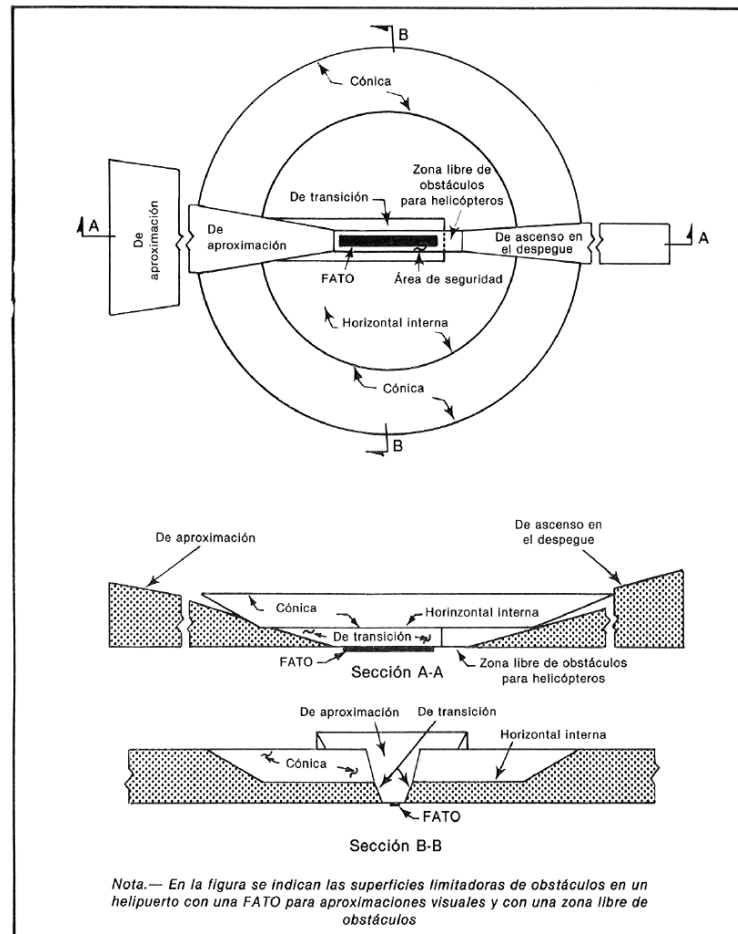 B
Cónica
Zona libre de
obstáculos
para helicópteros
De transición
A
De
aproximación
De
aproximación
De ascenso en
el despegue
A
FATO
Área de seguridad
Horizontal interna
Cónica
B
De aproximación
De ascenso en
el despegue
Cónica
Horinzontal interna
De transición
FATO
Zona libre de obstáculos
para helicópteros
Sección A-A
De aproximación
De transición
Horizontal interna
Cónica
FATO
Sección B-B
Nota.— En la figura se indican las superficies limitadoras de obstáculos en un
helipuerto con una FATO para aproximaciones visuales y con una zona libre de
obstáculos